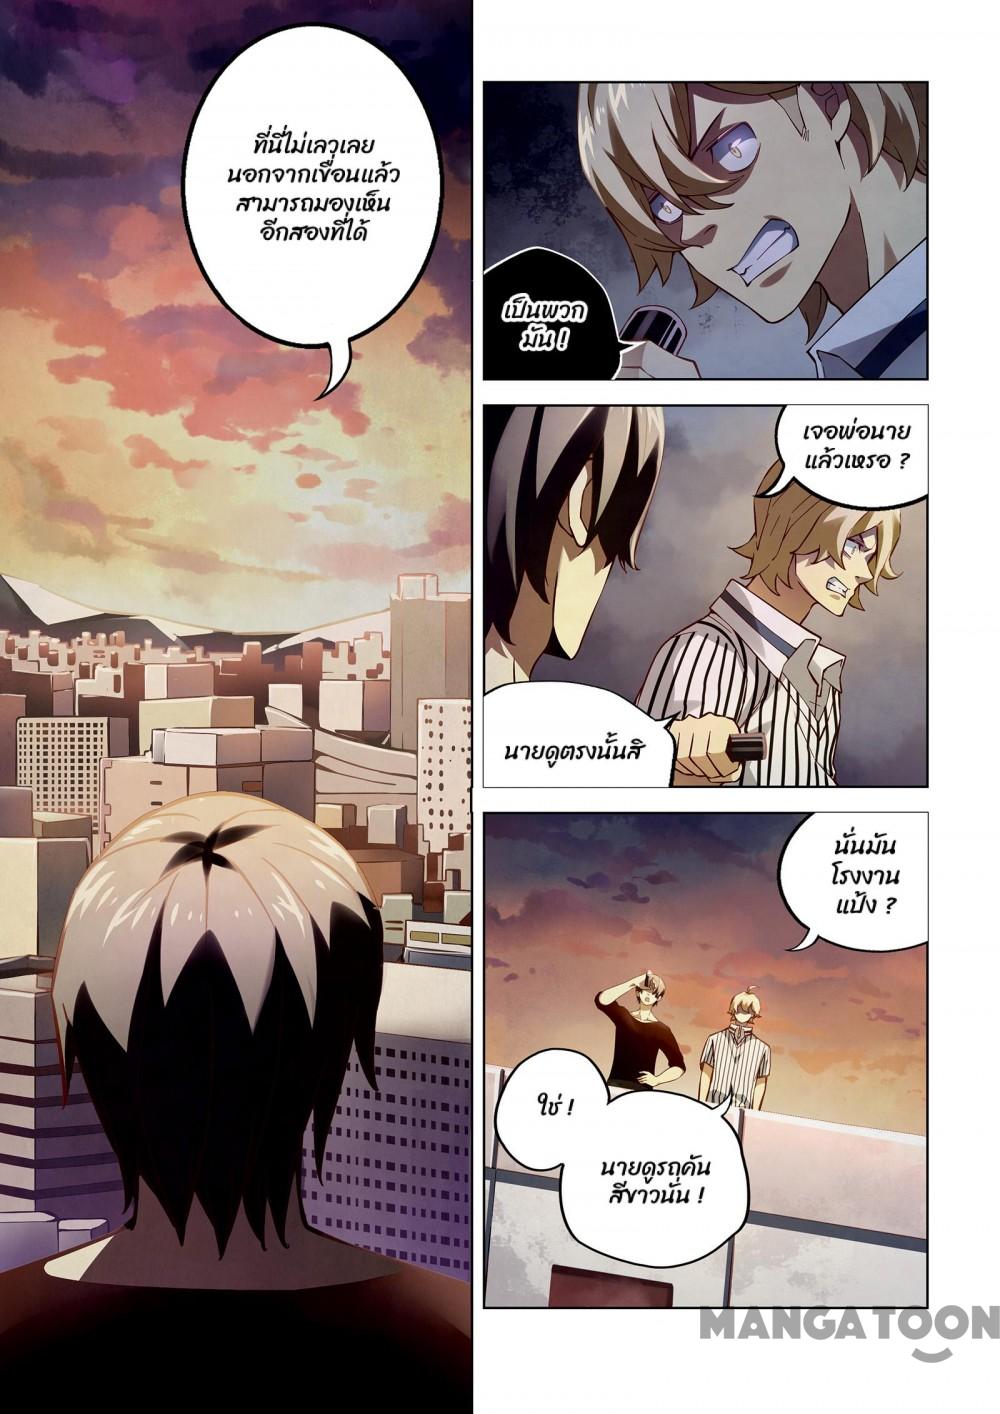 ที่นี่ไม่เลวเลย
นอกจากเขื่อนแล้ว
สามารถมองเห็น
อีกสองที่ได้
เป็นพวก
มัน !
เจอพ่อนาย
แล้วเหรอ ?
นายดูตรงนั้นสิ
นั่นมัน
โรงงาน
แป้ง ?
ใช่ !
นายดูรถคัน
สีขาวนั่น !
MANGATOON